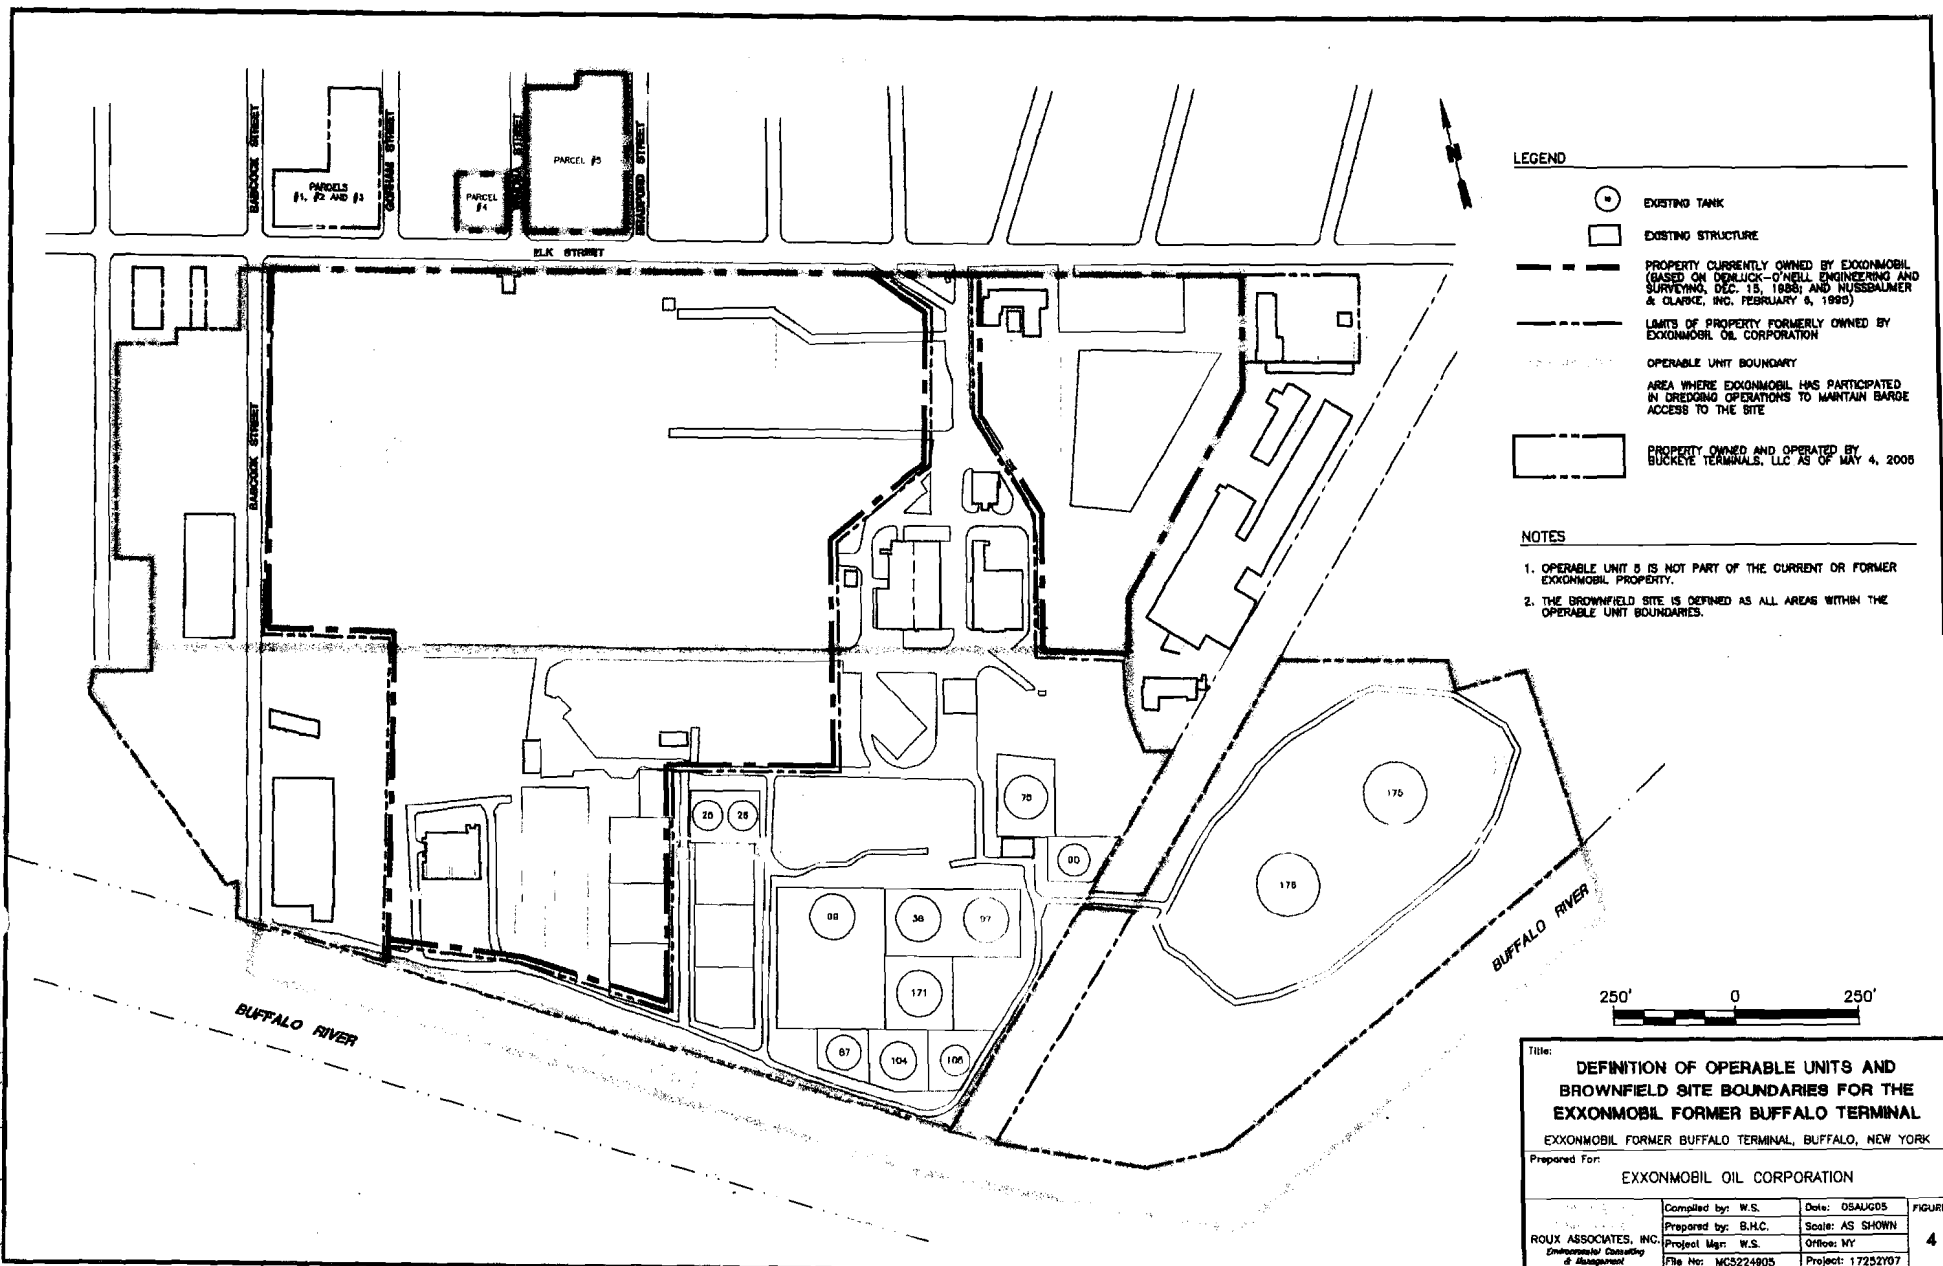 BABCOCK STREET
PARCELS
#1, #2 AND #3
GORHAM STREET
PARCEL
#4
STREET
PARCEL #5
BRADFORD STREET
ELK STREET
BABCOCK STREET
N
LEGEND
EXISTING TANK
EXISTING STRUCTURE
PROPERTY CURRENTLY OWNED BY EXXONMOBIL
(BASED ON DENLUCK-O'NEILL ENGINEERING AND
SURVEYING, DEC. 15, 1988; AND NUSSBAUMER
& CLARKE, INC. FEBRUARY 6, 1995)
LIMITS OF PROPERTY FORMERLY OWNED BY
EXXONMOBIL OIL CORPORATION
OPERABLE UNIT BOUNDARY
AREA WHERE EXXONMOBIL HAS PARTICIPATED
IN DREDGING OPERATIONS TO MAINTAIN BARGE
ACCESS TO THE SITE
PROPERTY OWNED AND OPERATED BY
BUCKEYE TERMINALS, LLC AS OF MAY 4, 2005
NOTES
1. OPERABLE UNIT 5 IS NOT PART OF THE CURRENT OR FORMER
EXXONMOBIL PROPERTY.
2. THE BROWNFIELD SITE IS DEFINED AS ALL AREAS WITHIN THE
OPERABLE UNIT BOUNDARIES.
25
26
76
90
99
38
97
171
87
104
106
175
176
BUFFALO RIVER
BUFFALO RIVER
250' 0 250'
Title:
DEFINITION OF OPERABLE UNITS AND
BROWNFIELD SITE BOUNDARIES FOR THE
EXXONMOBIL FORMER BUFFALO TERMINAL
EXXONMOBIL FORMER BUFFALO TERMINAL, BUFFALO, NEW YORK
Prepared For:
EXXONMOBIL OIL CORPORATION
ROUX ASSOCIATES, INC.
Environmental Consulting
& Management
Compiled by: W.S.
Date: 05AUG05
Prepared by: B.H.C.
Scale: AS SHOWN
Project Mgr: W.S.
Office: NY
File No: MC5224905
Project: 17252Y07
FIGURE
4